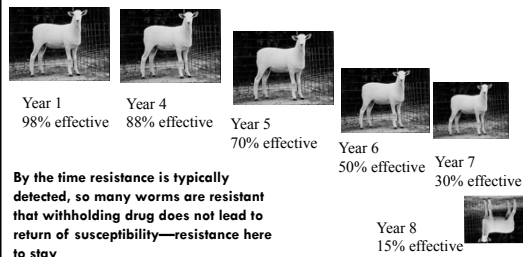 Year 1
98% effective
Year 4
88% effective
Year 5
70% effective
Year 6
50% effective
Year 7
30% effective
By the time resistance is typically
detected, so many worms are resistant
that withholding drug does not lead to
return of susceptibility—resistance here
to stay
Year 8
15% effective